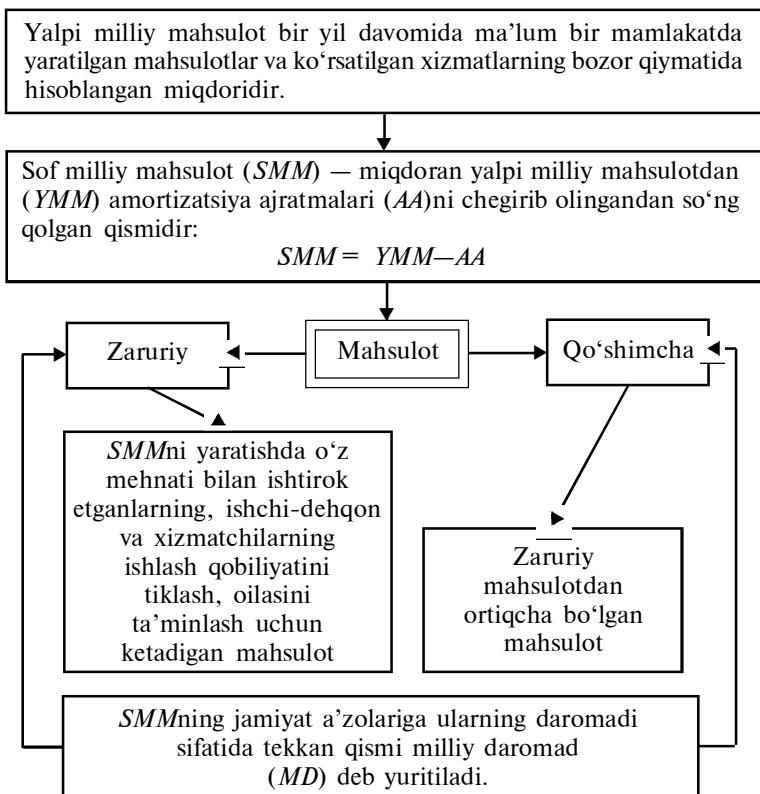 Yalpi milliy mahsulot bir yil davomida ma’lum bir mamlakatda
yaratilgan mahsulotlar va ko‘rsatilgan xizmatlarning bozor qiymatida
hisoblangan miqdoridir.
Sof milliy mahsulot (SMM) — miqdoran yalpi milliy mahsulotdan
(YMM) amortizatsiya ajratmalari (AA)ni chegirib olingandan so‘ng
qolgan qismidir:
SMM = YMM—AA
Zaruriy
Mahsulot
Qo‘shimcha
SMMni yaratishda o‘z
mehnati bilan ishtirok
etganlarning, ishchi-dehqon
va xizmatchilarning
ishlash qobiliyatini
tiklash, oilasini
ta’minlash uchun
ketadigan mahsulot
Zaruriy
mahsulotdan
ortiqcha bo‘lgan
mahsulot
SMMning jamiyat a’zolariga ularning daromadi
sifatida tekkan qismi milliy daromad
(MD) deb yuritiladi.